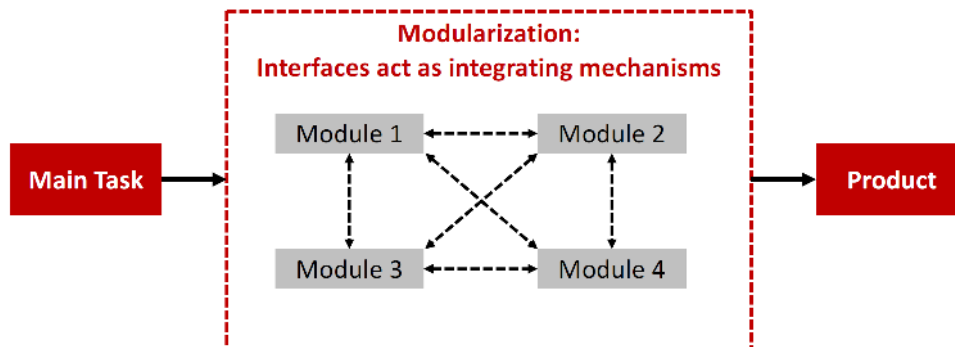 Modularization:
Interfaces act as integrating mechanisms
Module 1
Module 2
Main Task
Product
Module 3
Module 4